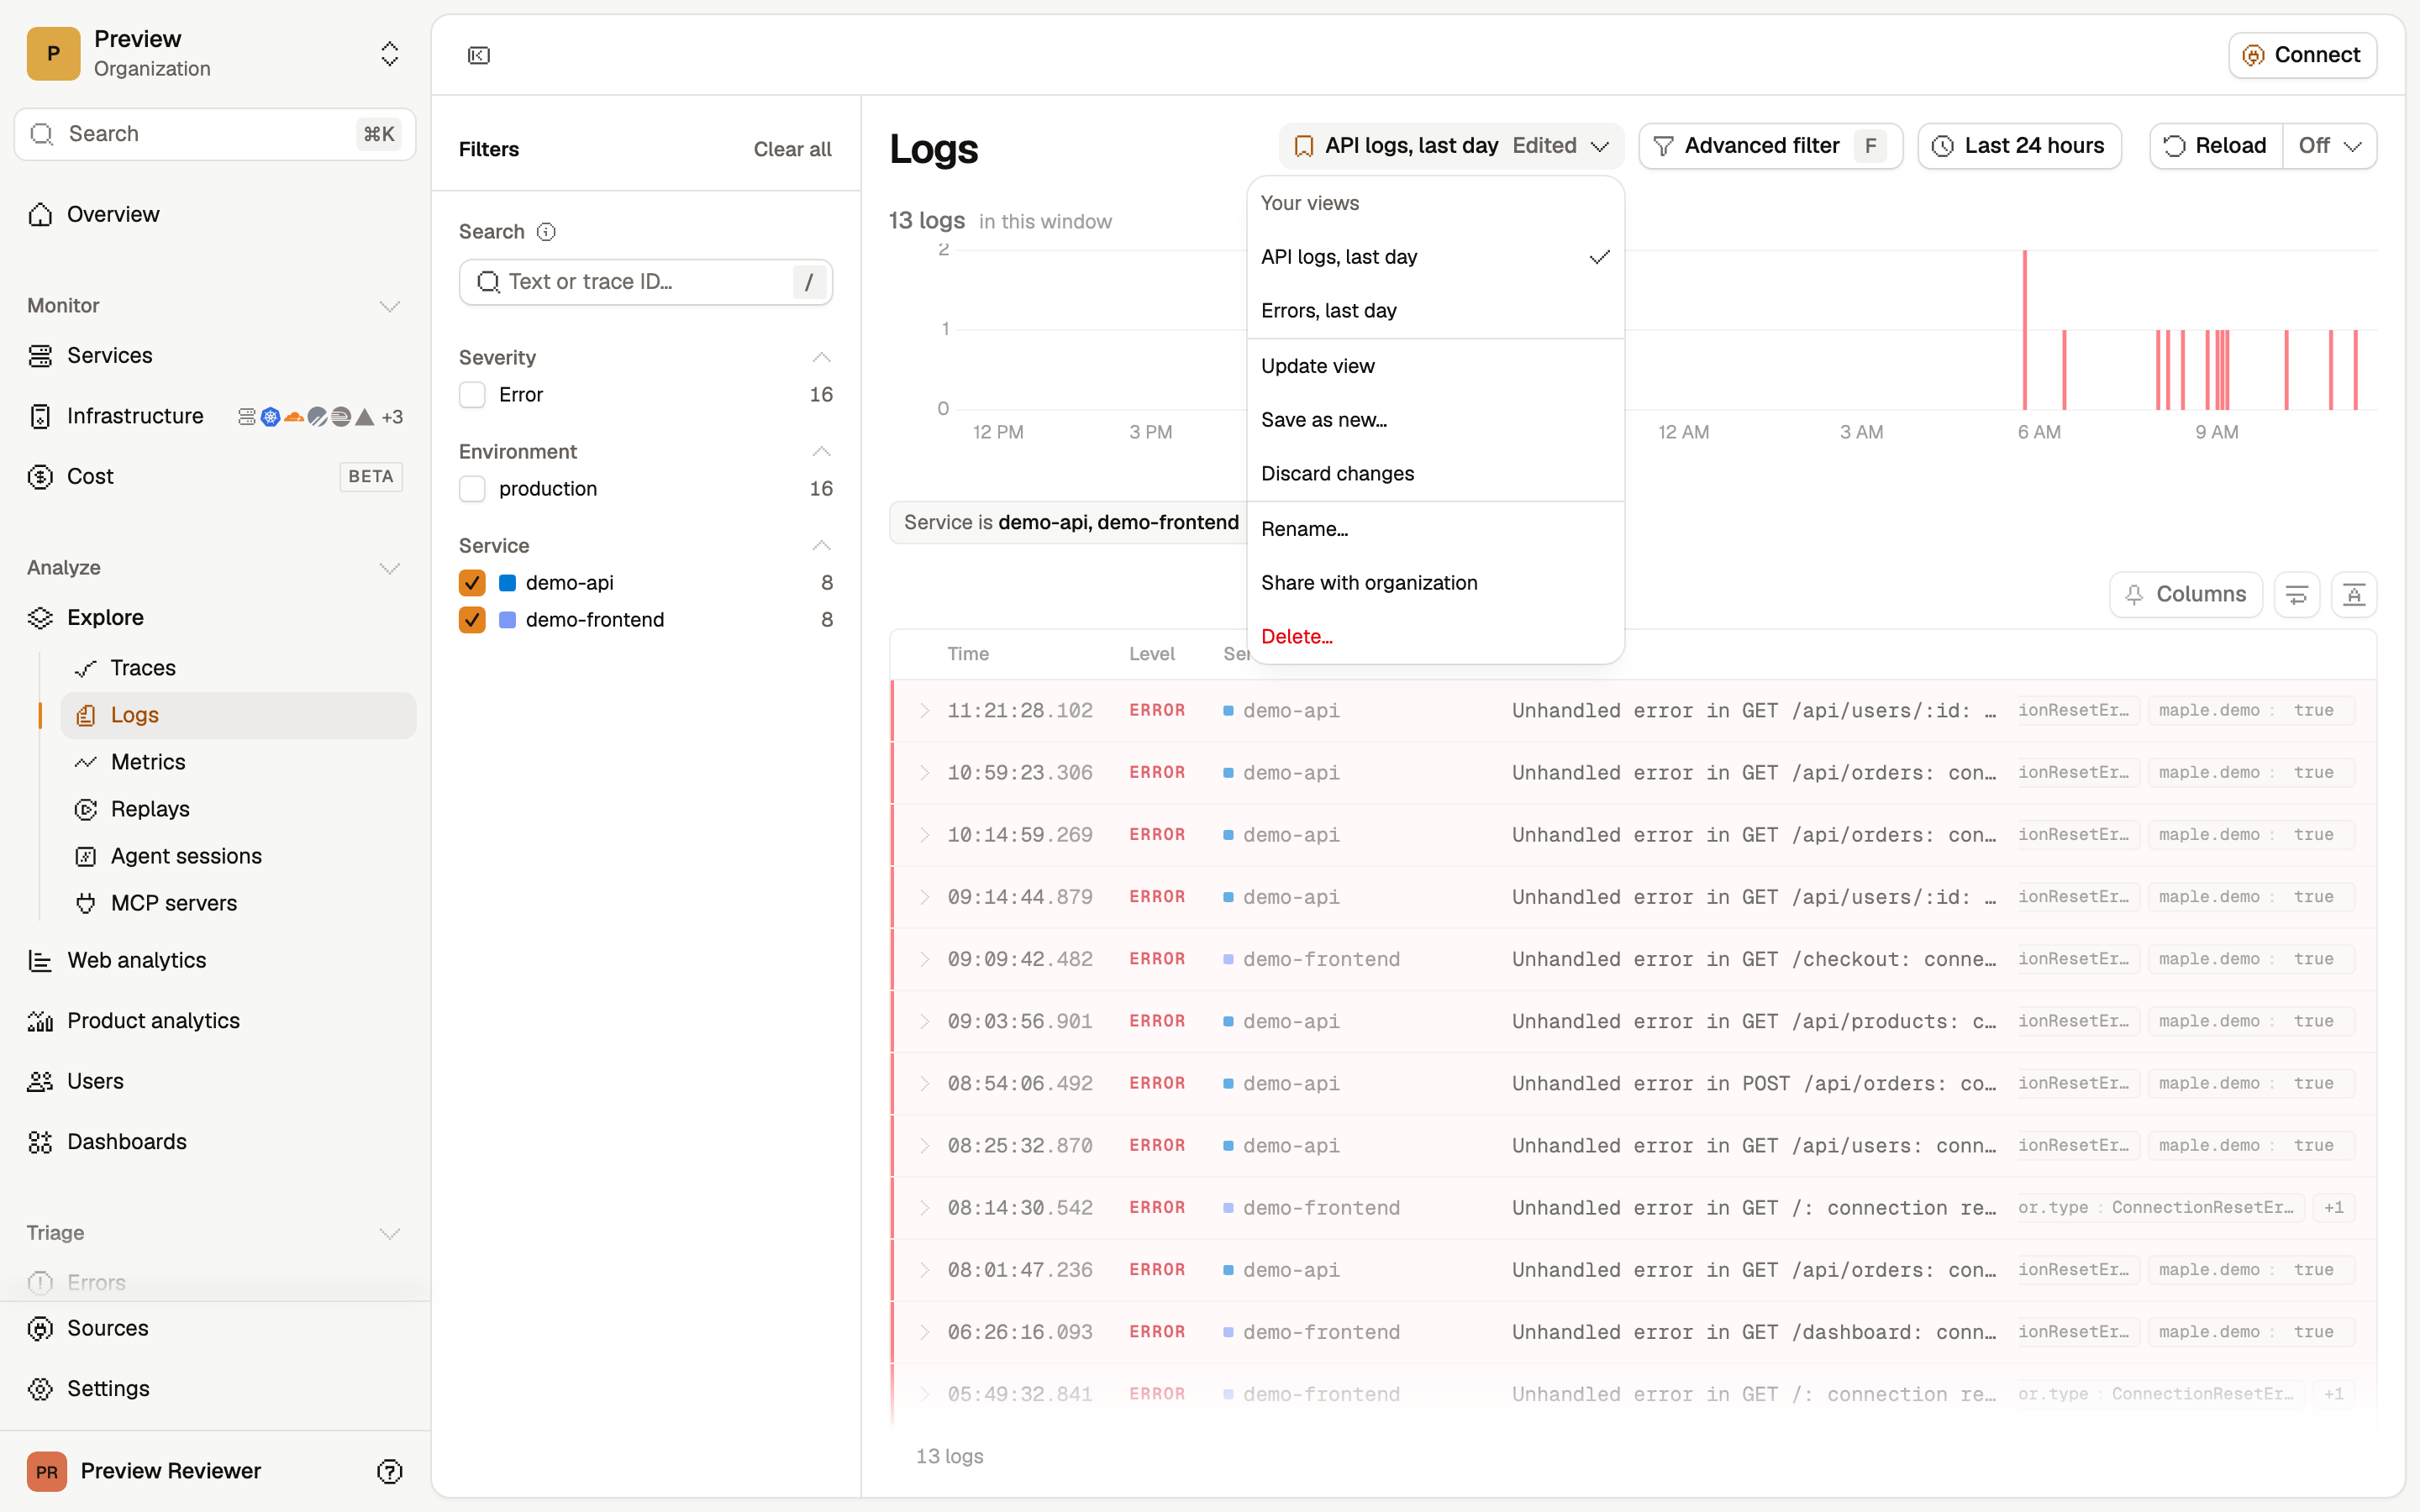 P
Preview
Organization
Search
⌘K
Overview
Monitor
Services
Infrastructure
+3
Cost
BETA
Analyze
Explore
Traces
Logs
Metrics
Replays
Agent sessions
MCP servers
Web analytics
Product analytics
Users
Dashboards
Triage
Errors
Sources
Settings
PR
Preview Reviewer
Connect
Filters
Clear all
Search
Text or trace ID...
/
Severity
Error 16
Environment
production 16
Service
demo-api 8
demo-frontend 8
Logs
API logs, last day Edited
Advanced filter F
Last 24 hours
Reload
Off
13 logs in this window
2
1
0
12 PM 3 PM 12 AM 3 AM 6 AM 9 AM
Your views
API logs, last day
Errors, last day
Update view
Save as new...
Discard changes
Rename...
Share with organization
Delete...
Service is demo-api, demo-frontend
Columns
Time Level Ser
11:21:28.102 ERROR demo-api Unhandled error in GET /api/users/:id: … ionResetEr… maple.demo : true
10:59:23.306 ERROR demo-api Unhandled error in GET /api/orders: con… ionResetEr… maple.demo : true
10:14:59.269 ERROR demo-api Unhandled error in GET /api/orders: con… ionResetEr… maple.demo : true
09:14:44.879 ERROR demo-api Unhandled error in GET /api/users/:id: … ionResetEr… maple.demo : true
09:09:42.482 ERROR demo-frontend Unhandled error in GET /checkout: conne… ionResetEr… maple.demo : true
09:03:56.901 ERROR demo-api Unhandled error in GET /api/products: c… ionResetEr… maple.demo : true
08:54:06.492 ERROR demo-api Unhandled error in POST /api/orders: co… ionResetEr… maple.demo : true
08:25:32.870 ERROR demo-api Unhandled error in GET /api/users: conn… ionResetEr… maple.demo : true
08:14:30.542 ERROR demo-frontend Unhandled error in GET /: connection re… or.type : ConnectionResetEr… +1
08:01:47.236 ERROR demo-api Unhandled error in GET /api/orders: con… ionResetEr… maple.demo : true
06:26:16.093 ERROR demo-frontend Unhandled error in GET /dashboard: conn… ionResetEr… maple.demo : true
05:49:32.841 ERROR demo-frontend Unhandled error in GET /: connection re… or.type : ConnectionResetEr… +1
13 logs